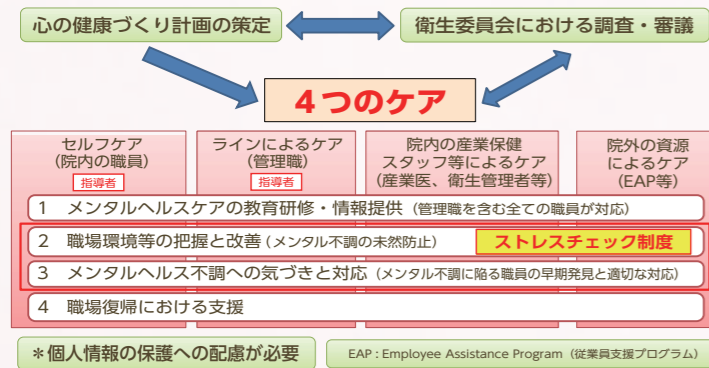 心の健康づくり計画の策定
衛生委員会における調査・審議
4つのケア
セルフケア
(院内の職員)
指導者
ラインによるケア
(管理職)
指導者
院内の産業保健
スタッフ等によるケア
(産業医、衛生管理者等)
院外の資源
によるケア
(EAP等)
1 メンタルヘルスケアの教育研修・情報提供(管理職を含む全ての職員が対応)
2 職場環境等の把握と改善(メンタル不調の未然防止)
ストレスチェック制度
3 メンタルヘルス不調への気づきと対応(メンタル不調に陥る職員の早期発見と適切な対応)
4 職場復帰における支援
*個人情報の保護への配慮が必要
EAP:Employee Assistance Program(従業員支援プログラム)